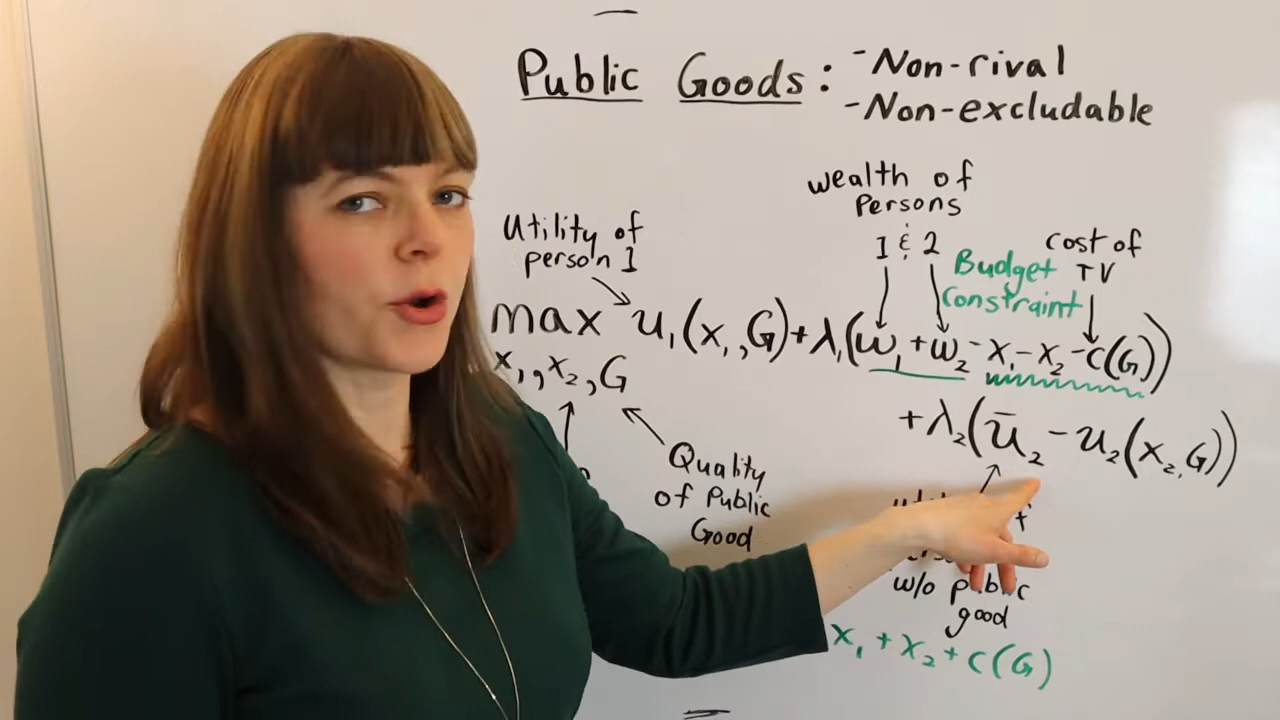 Public Goods: -Non-rival
-Non-excludable
wealth of
Persons
1 & 2
Utility of
person 1
cost of
TV
Budget
Constraint
max u₁(x₁,G)+λ₁(w₁+w₂-x₁-x₂-c(G))
x₁,x₂,G
+λ₂(ū₂-u₂(x₂,G))
Quality
of Public
Good
w/o public
good
x₁+x₂+c(G)